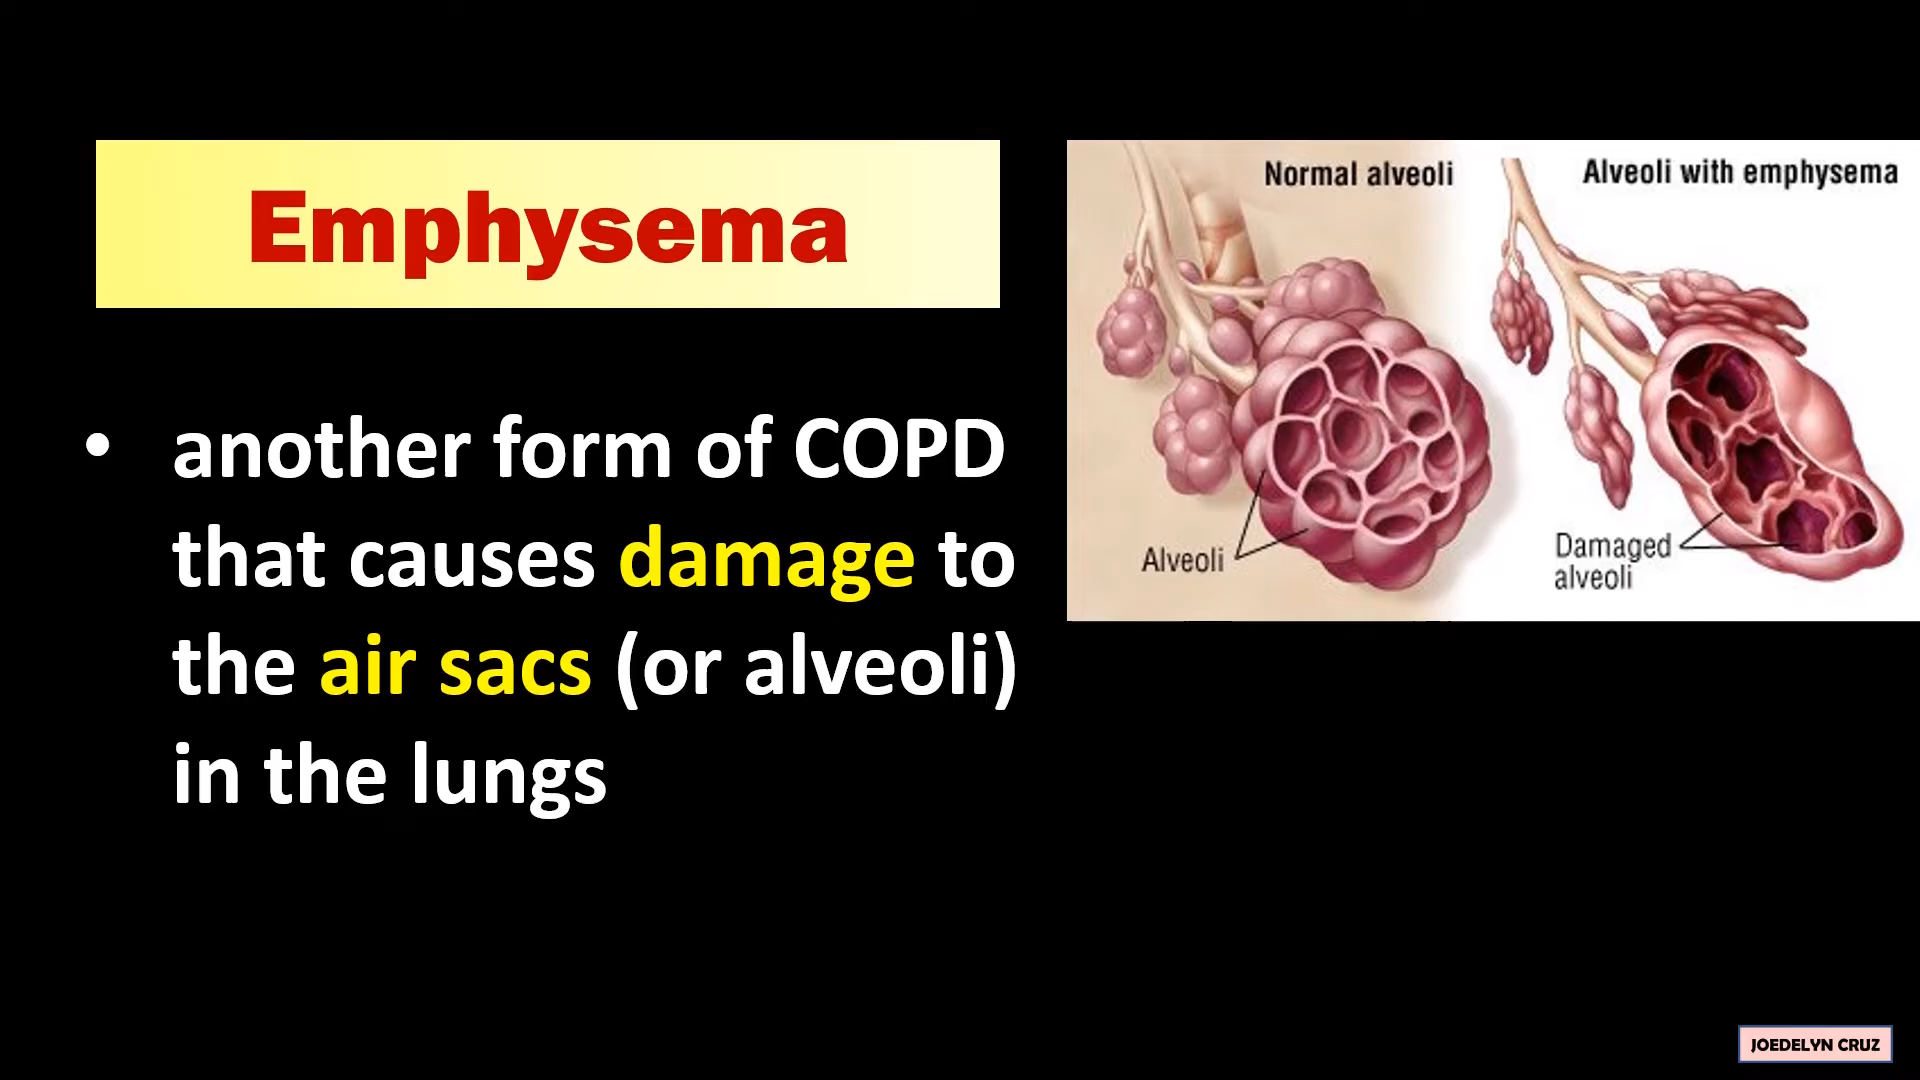 Emphysema
• another form of COPD
that causes damage to
the air sacs (or alveoli)
in the lungs
Normal alveoli
Alveoli with emphysema
Alveoli
Damaged
alveoli
JOEDELYN CRUZ